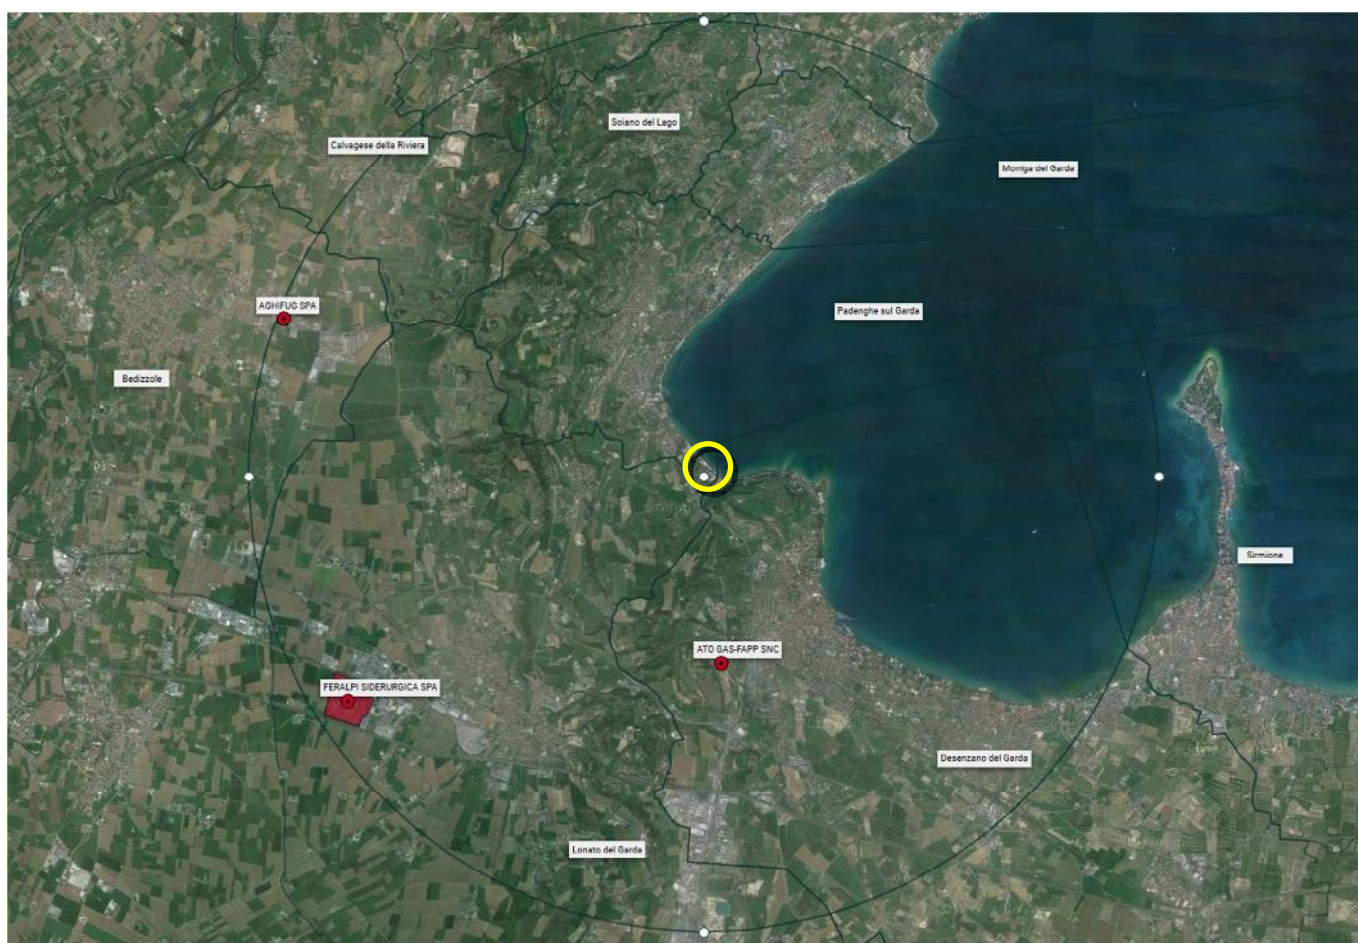 Soiano del Lago
Calvagese della Riviera
Moniga del Garda
AGHIFUG SPA
Padenghe sul Garda
Bedizzole
Sirmione
ATO GAS-FAPP SNC
FERALPI SIDERURGICA SPA
Desenzano del Garda
Lonato del Garda